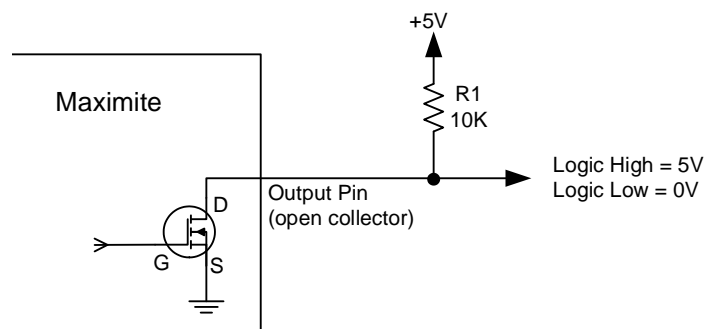 +5V
Maximite
R1
10K
Logic High = 5V
Logic Low = 0V
Output Pin
(open collector)
D
G
S